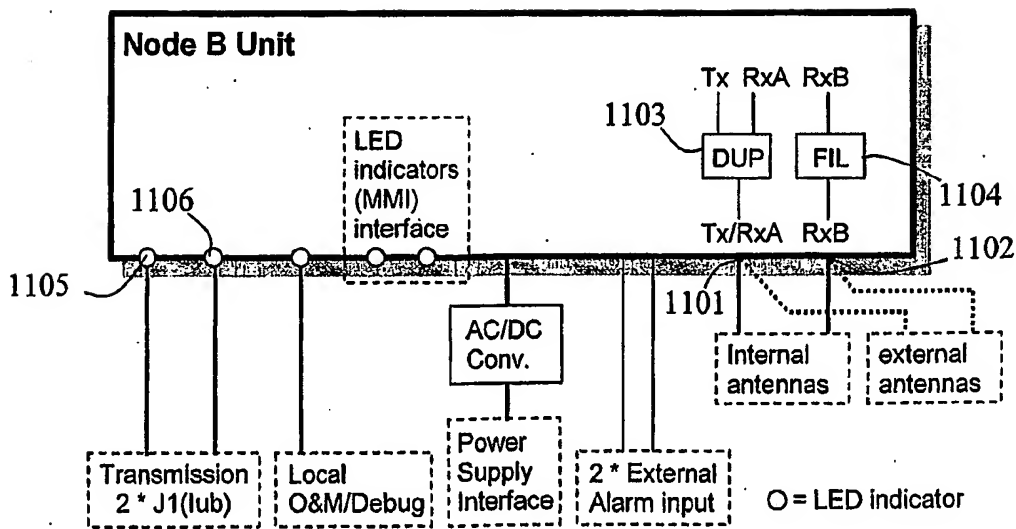 Node B Unit
Tx RxA RxB
1103
DUP
FIL
1104
LED
indicators
(MMI)
interface
1106
Tx/RxA RxB
1105
1101
1102
AC/DC
Conv.
Internal
antennas
external
antennas
Transmission
2 * J1(Iub)
Local
O&M/Debug
Power
Supply
Interface
2 * External
Alarm input
= LED indicator